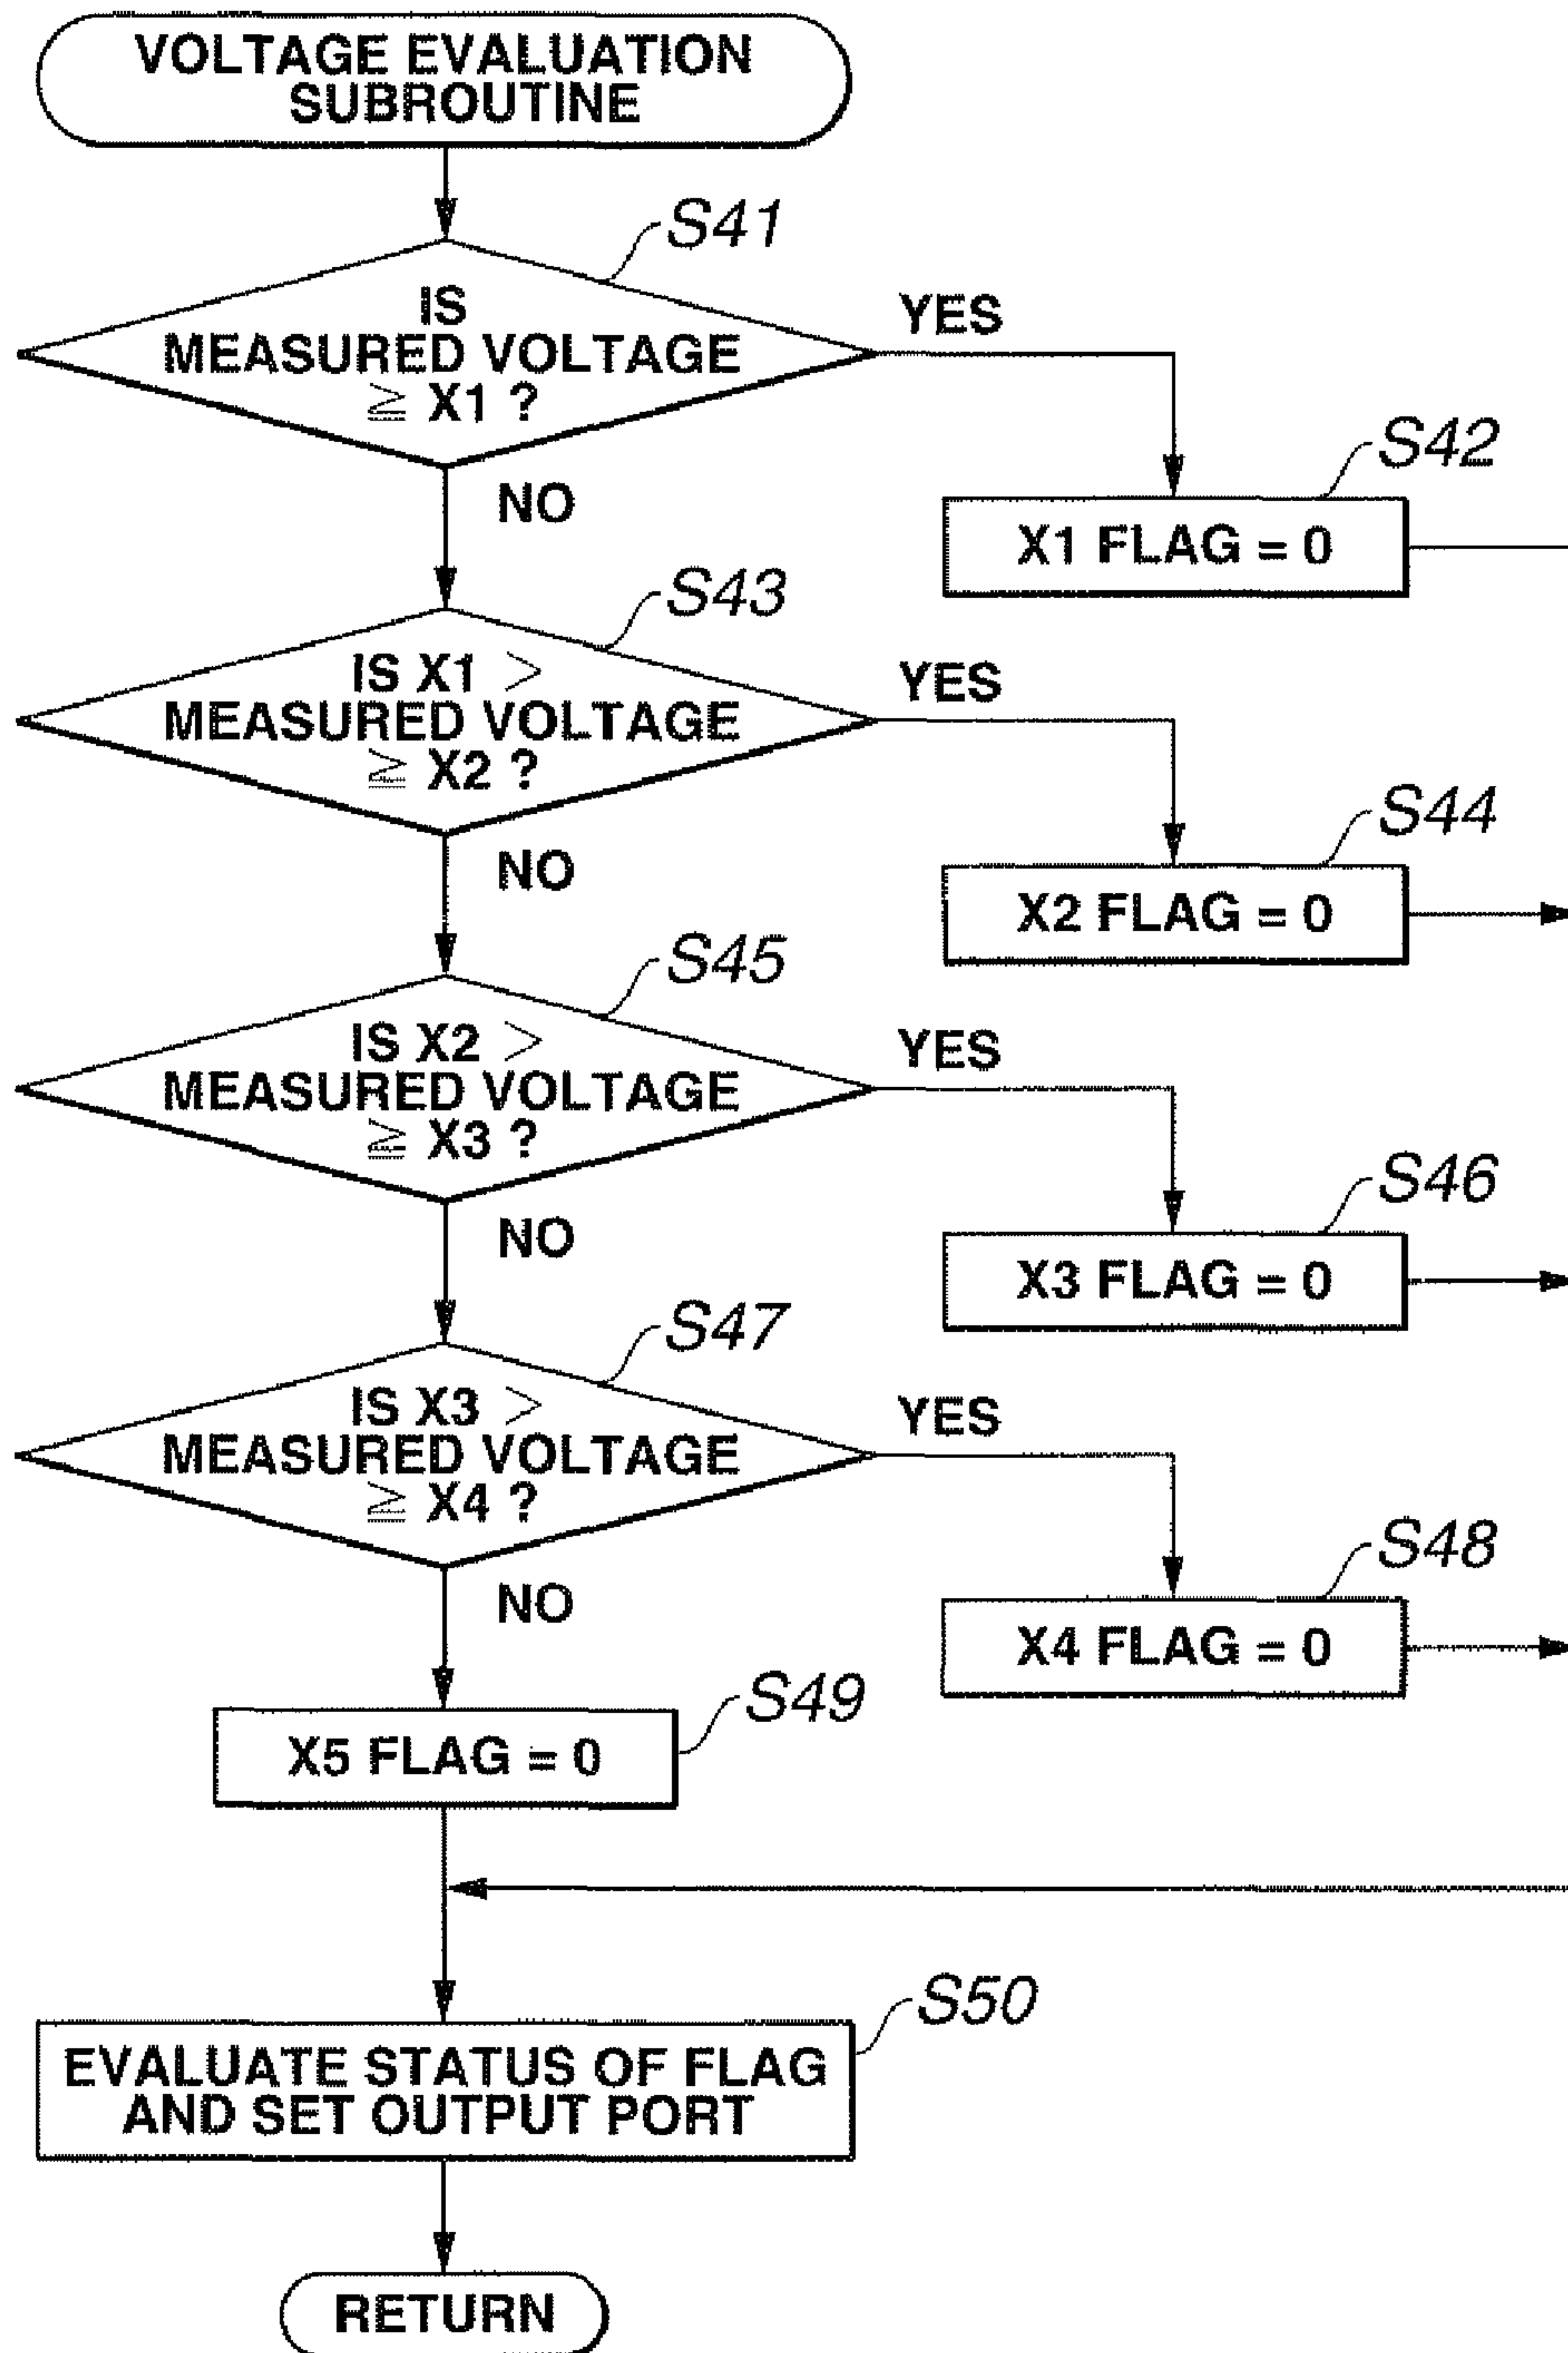 VOLTAGE EVALUATION
SUBROUTINE
S41
IS
MEASURED VOLTAGE
≧ X1 ?
YES
NO
S42
X1 FLAG = 0
S43
IS X1 >
MEASURED VOLTAGE
≧ X2 ?
YES
NO
S44
X2 FLAG = 0
S45
IS X2 >
MEASURED VOLTAGE
≧ X3 ?
YES
NO
S46
X3 FLAG = 0
S47
IS X3 >
MEASURED VOLTAGE
≧ X4 ?
YES
NO
S48
X4 FLAG = 0
S49
X5 FLAG = 0
S50
EVALUATE STATUS OF FLAG
AND SET OUTPUT PORT
RETURN